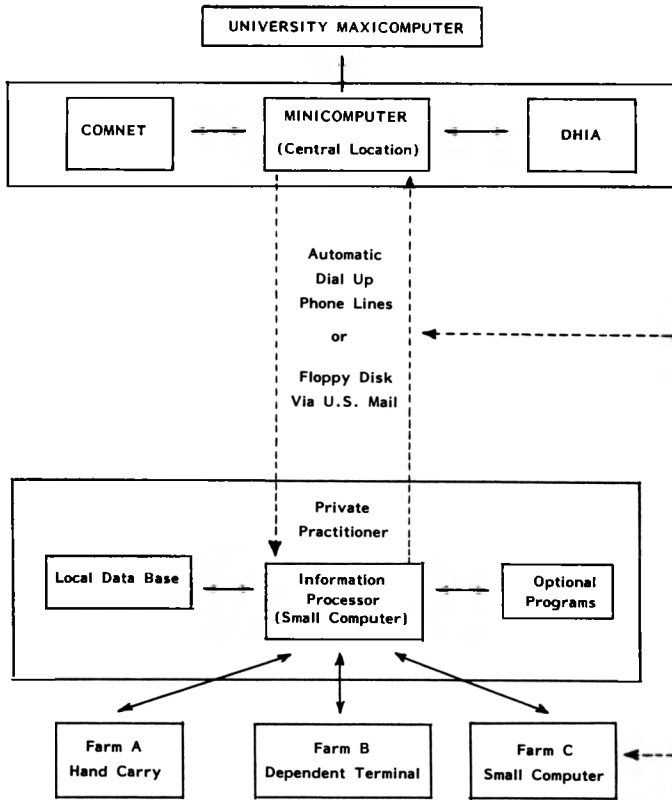 UNIVERSITY MAXICOMPUTER
COMNET
MINICOMPUTER
(Central Location)
DHIA
Automatic
Dial Up
Phone Lines
or
Floppy Disk
Via U.S. Mail
Private
Practitioner
Local Data Base
Information
Processor
(Small Computer)
Optional
Programs
Farm A
Hand Carry
Farm B
Dependent Terminal
Farm C
Small Computer